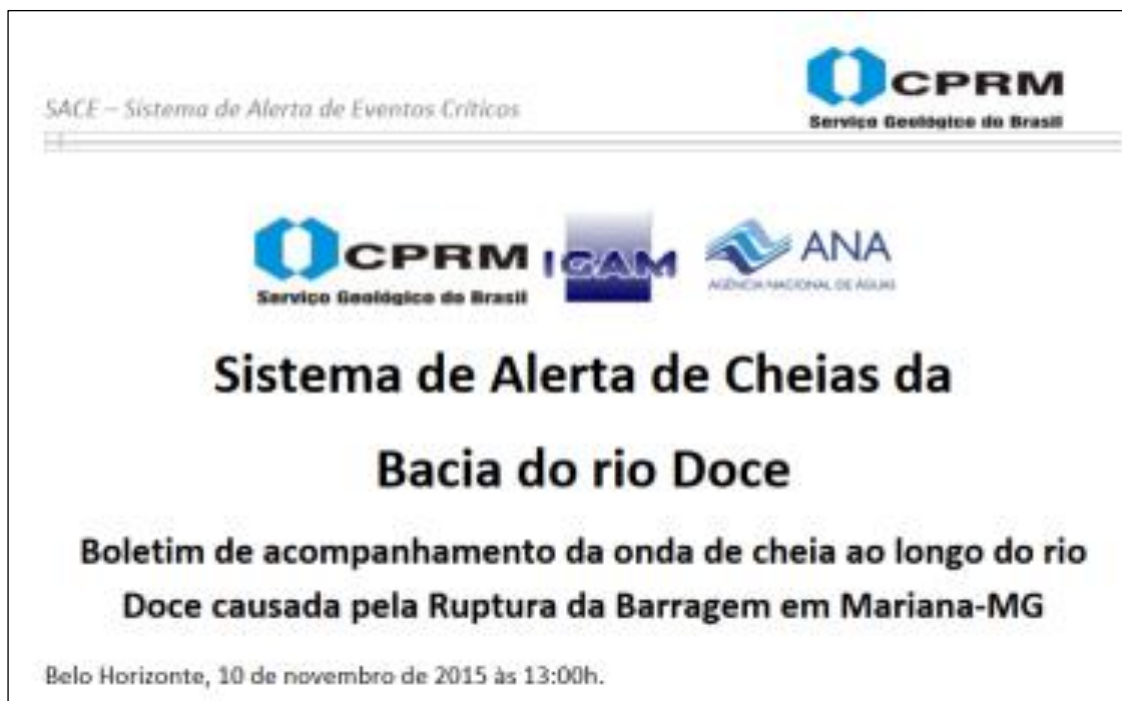 SACE – Sistema de Alerta de Eventos Críticos
CPRM
Serviço Geológico do Brasil
CPRM
Serviço Geológico do Brasil
IGAM
ANA
AGÊNCIA NACIONAL DE ÁGUAS
Sistema de Alerta de Cheias da
Bacia do rio Doce
Boletim de acompanhamento da onda de cheia ao longo do rio
Doce causada pela Ruptura da Barragem em Mariana-MG
Belo Horizonte, 10 de novembro de 2015 às 13:00h.